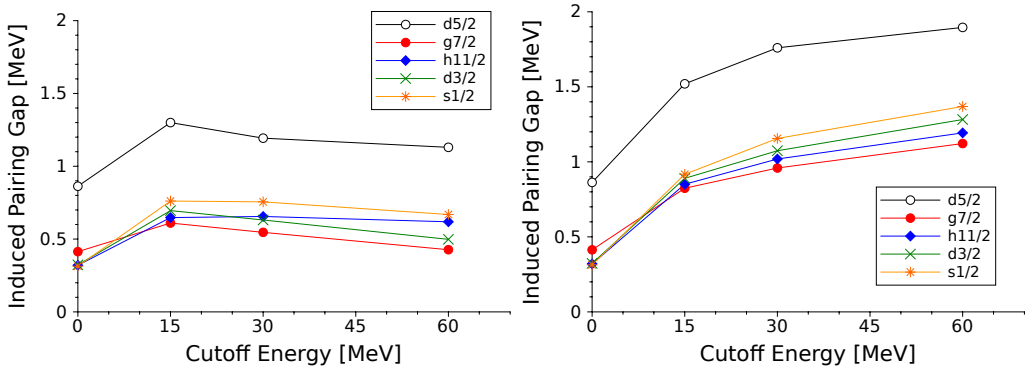 Induced Pairing Gap [MeV]
2
1.5
1
0.5
0
0
15
30
45
60
Cutoff Energy [MeV]
d5/2
g7/2
h11/2
d3/2
s1/2
Induced Pairing Gap [MeV]
2
1.5
1
0.5
0
0
15
30
45
60
Cutoff Energy [MeV]
d5/2
g7/2
h11/2
d3/2
s1/2